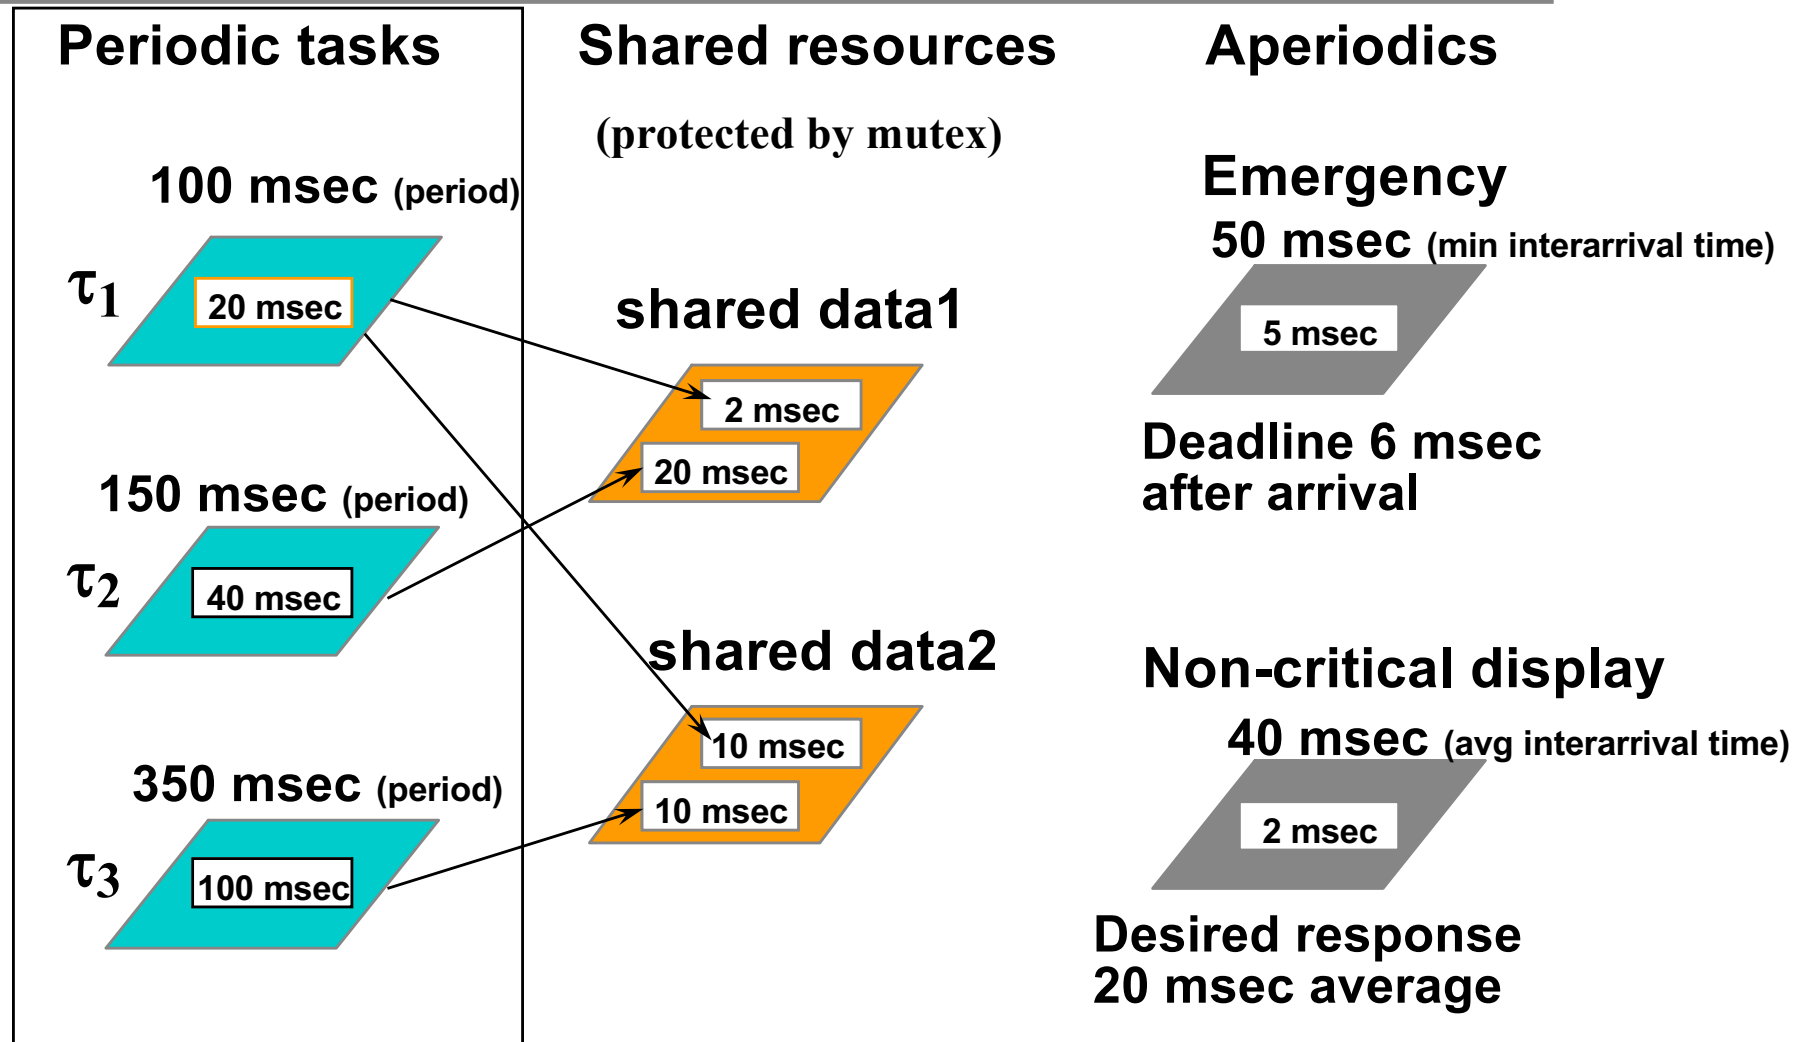 Periodic tasks
100 msec (period)
τ1
20 msec
150 msec (period)
τ2
40 msec
350 msec (period)
τ3
100 msec
Shared resources
(protected by mutex)
shared data1
2 msec
20 msec
shared data2
10 msec
10 msec
Aperiodics
Emergency
50 msec (min interarrival time)
5 msec
Deadline 6 msec
after arrival
Non-critical display
40 msec (avg interarrival time)
2 msec
Desired response
20 msec average